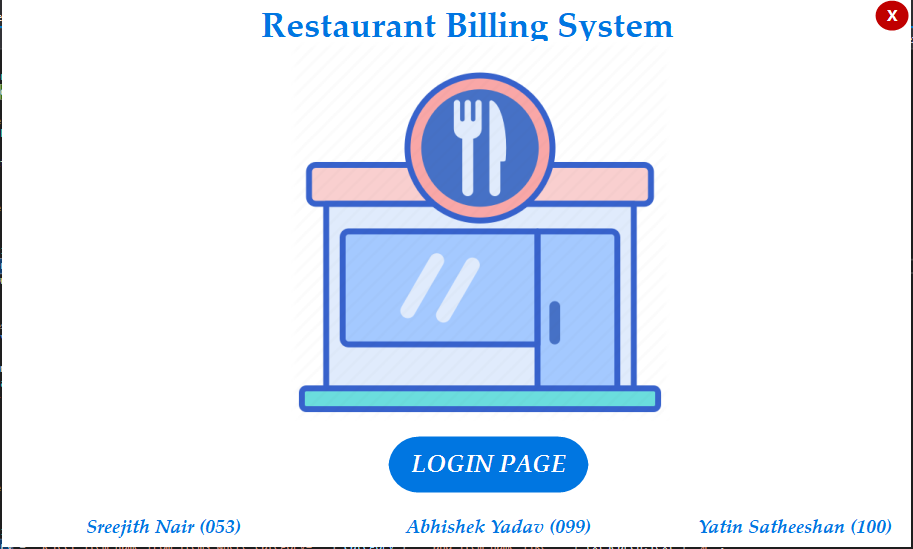 Restaurant Billing System
X
LOGIN PAGE
Sreejith Nair (053)
Abhishek Yadav (099)
Yatin Satheeshan (100)